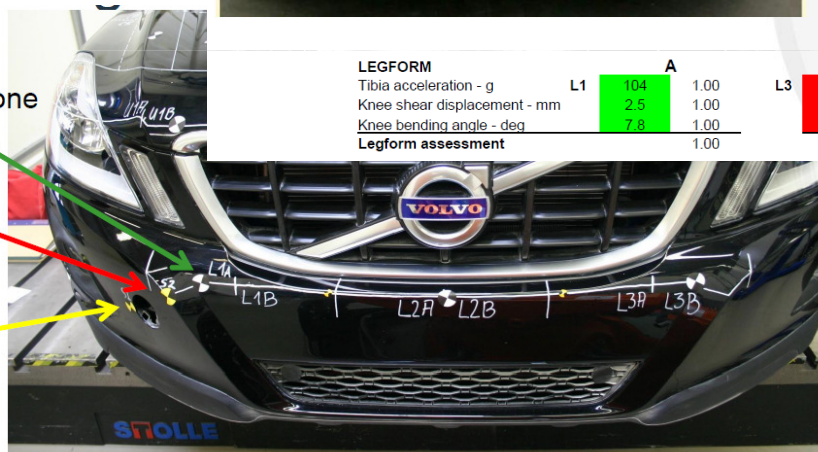 one
LEGFORM A
Tibia acceleration - g L1 104 1.00 L3
Knee shear displacement - mm 2.5 1.00
Knee bending angle - deg 7.8 1.00
Legform assessment 1.00
U1A U1B
VOLVO
L1A
L1B
L2A L2B
L3A L3B
STOLLE